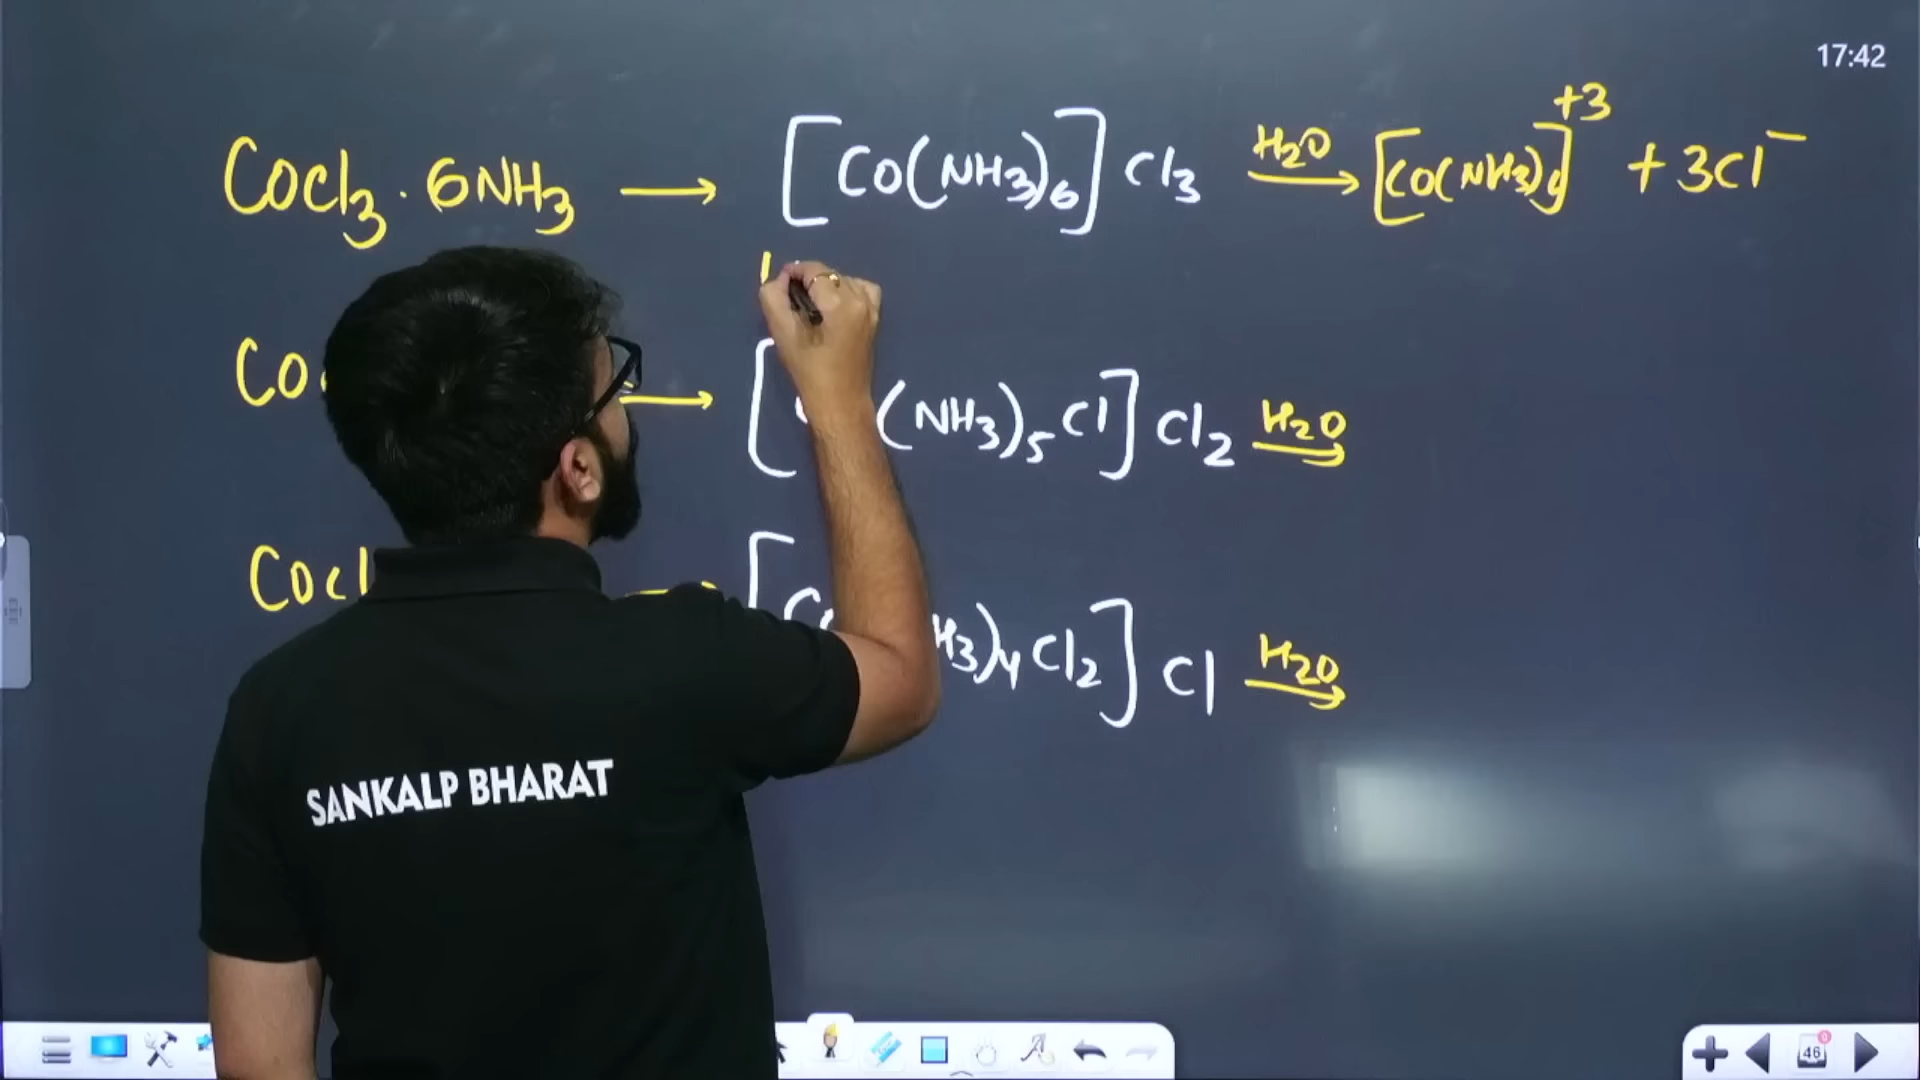 17:42
CoCl3 · 6NH3 → [Co(NH3)6] Cl3 H2O→ [Co(NH3)6]+3 + 3Cl−
Co → [ (NH3)5Cl] Cl2 H2O→
CoCl → [Co H3)4Cl2] Cl H2O→
SANKALP BHARAT
46